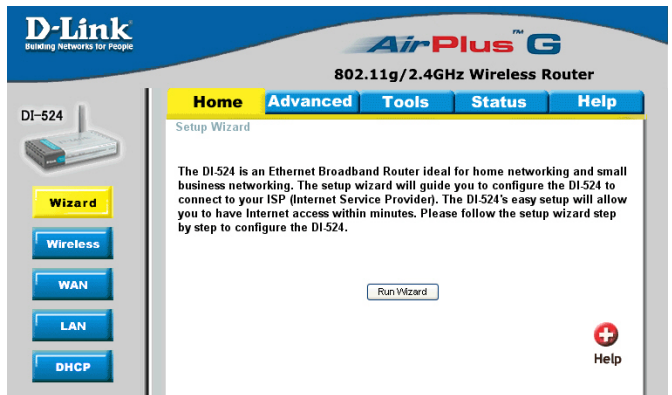 D-Link
Building Networks for People
AirPlus™ G
802.11g/2.4GHz Wireless Router
DI-524
Home Advanced Tools Status Help
Setup Wizard
The DI-524 is an Ethernet Broadband Router ideal for home networking and small
business networking. The setup wizard will guide you to configure the DI-524 to
connect to your ISP (Internet Service Provider). The DI-524's easy setup will allow
you to have Internet access within minutes. Please follow the setup wizard step
by step to configure the DI-524.
Wizard
Wireless
WAN
LAN
DHCP
Run Wizard
Help